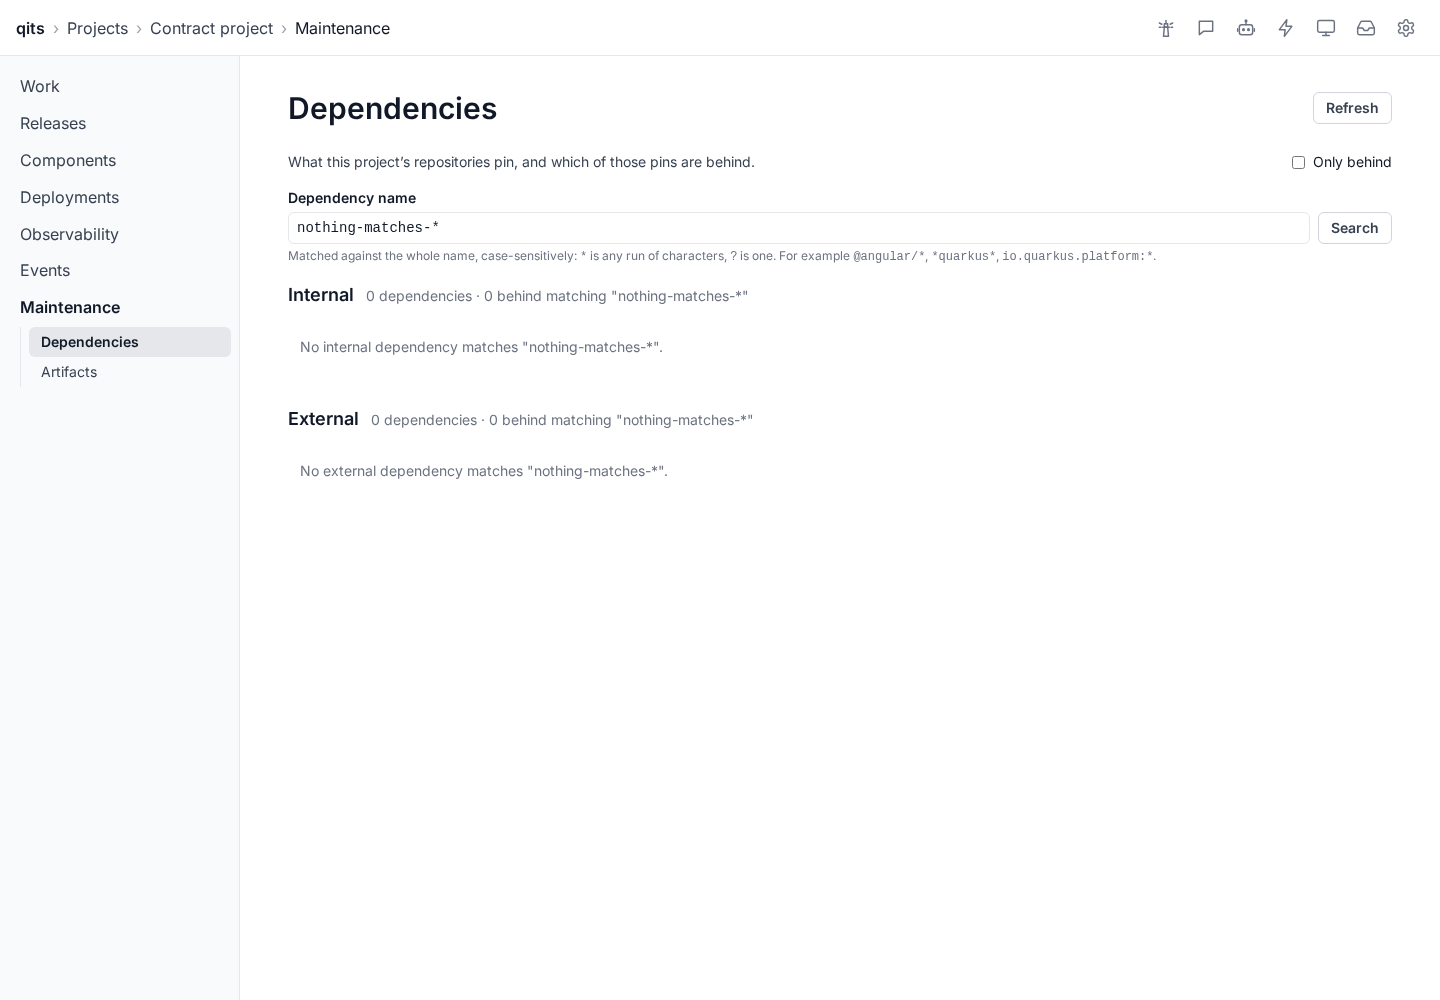 qits › Projects › Contract project › Maintenance
Work
Releases
Components
Deployments
Observability
Events
Maintenance
Dependencies
Artifacts
Dependencies
Refresh
What this project’s repositories pin, and which of those pins are behind.
Only behind
Dependency name
nothing-matches-*
Search
Matched against the whole name, case-sensitively: * is any run of characters, ? is one. For example @angular/*, *quarkus*, io.quarkus.platform:*.
Internal 0 dependencies · 0 behind matching "nothing-matches-*"
No internal dependency matches "nothing-matches-*".
External 0 dependencies · 0 behind matching "nothing-matches-*"
No external dependency matches "nothing-matches-*".